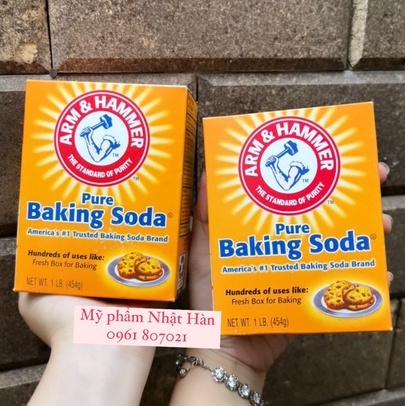 ARM & HAMMER
THE STANDARD OF PURITY
TM
Pure
Baking Soda®
America's #1 Trusted Baking Soda Brand
Hundreds of uses like:
Fresh Box for Baking
NET WT. 1 LB. (454g)
ARM & HAMMER
THE STANDARD OF PURITY
TM
Pure
Baking Soda®
America's #1 Trusted Baking Soda Brand
Hundreds of uses like:
Fresh Box for Baking
NET WT. 1 LB. (454g)
Mỹ phẩm Nhật Hàn
0961 807021